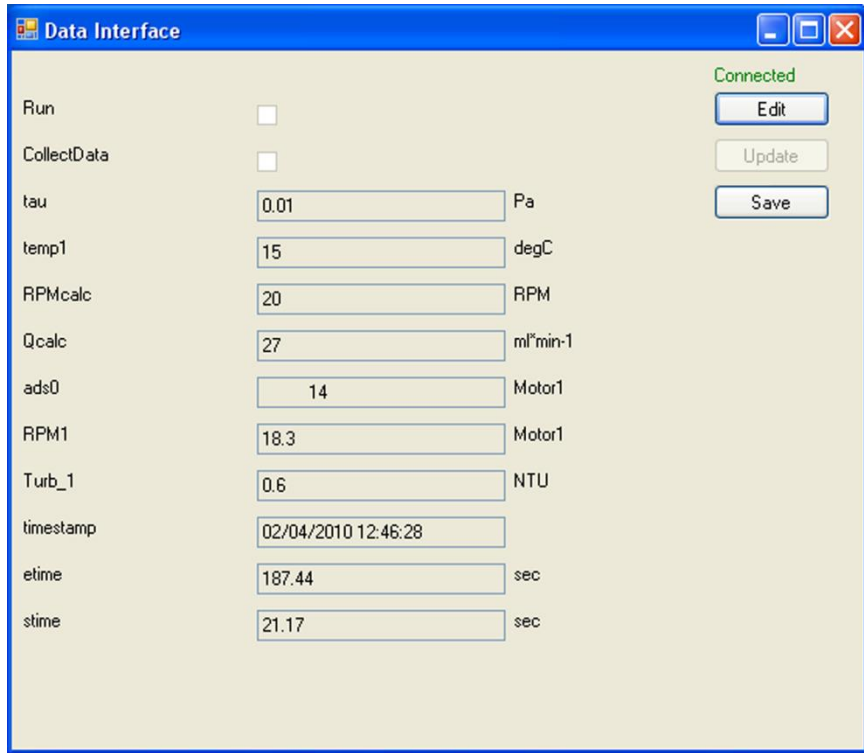 Data Interface
Connected
Run
Edit
CollectData
Update
tau 0.01 Pa
Save
temp1 15 degC
RPMcalc 20 RPM
Qcalc 27 ml*min-1
ads0 14 Motor1
RPM1 18.3 Motor1
Turb_1 0.6 NTU
timestamp 02/04/2010 12:46:28
etime 187.44 sec
stime 21.17 sec